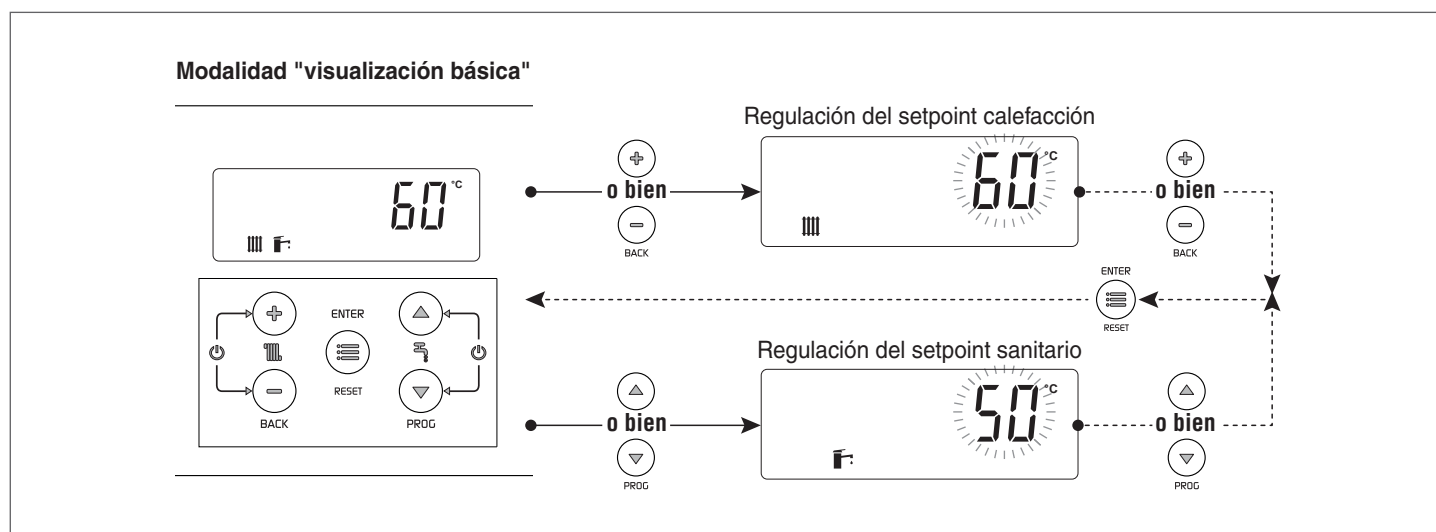 Modalidad "visualización básica"
60 °C
ENTER
RESET
BACK
PROG
o bien
BACK
Regulación del setpoint calefacción
60 °C
o bien
BACK
ENTER
RESET
o bien
PROG
Regulación del setpoint sanitario
50 °C
o bien
PROG